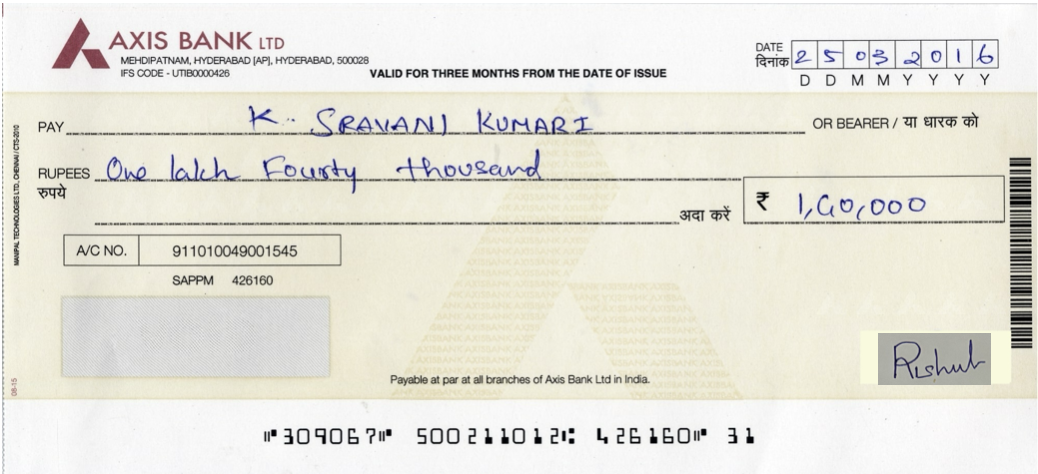 AXIS BANK LTD
MEHDIPATNAM, HYDERABAD [AP], HYDERABAD, 500028
IFS CODE - UTIB0000426
VALID FOR THREE MONTHS FROM THE DATE OF ISSUE
DATE
दिनांक 2 5 0 3 2 0 1 6
D D M M Y Y Y Y
PAY K. SRAVANI KUMARI OR BEARER / या धारक को
RUPEES One lakh Fourty thousand
रुपये
अदा करें ₹ 1,40,000
A/C NO. 911010049001545
SAPPM 426160
MANIPAL TECHNOLOGIES LTD, CHENNAI / CTS-2010
08-15
Rishub
Payable at par at all branches of Axis Bank Ltd in India.
⑈309067⑈ 500211012⑆ 426160⑈ 31